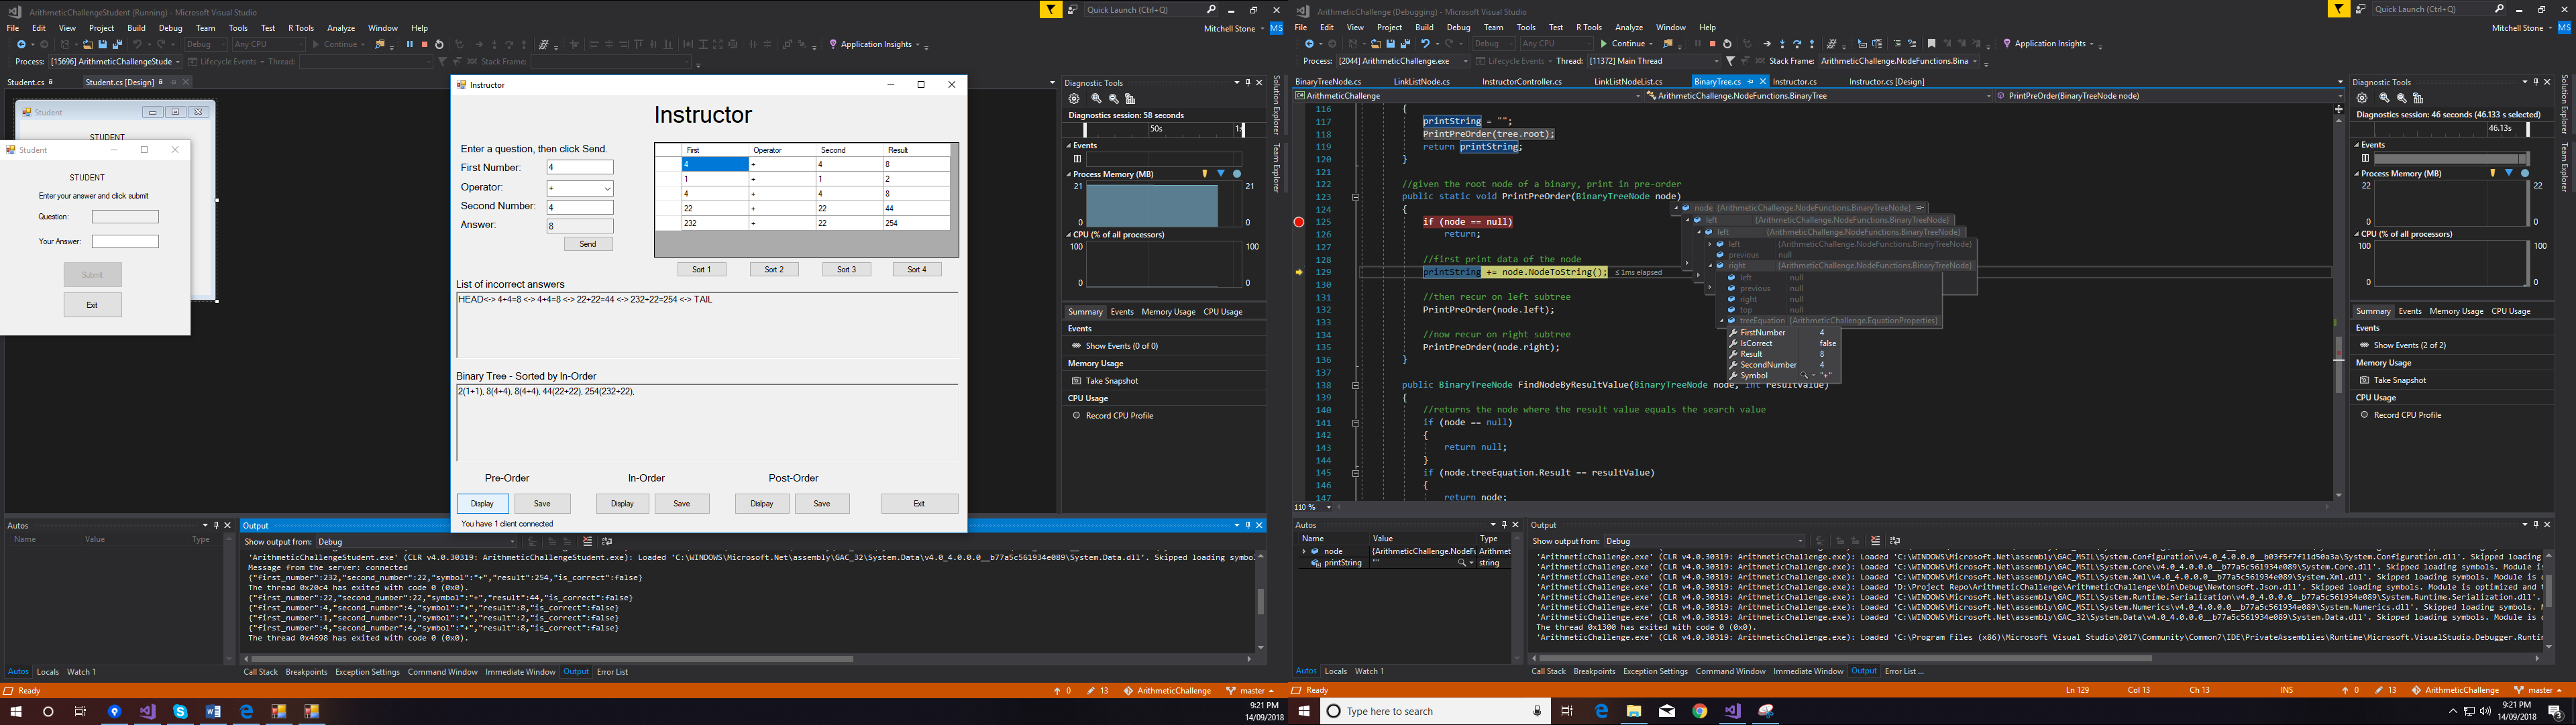 ArithmeticChallengeStudent (Running) - Microsoft Visual Studio
Quick Launch (Ctrl+Q)
File Edit View Project Build Debug Team Tools Test R Tools Analyze Window Help
Mitchell Stone MS
Debug Any CPU Continue Application Insights
Process: [15696] ArithmeticChallengeStude Lifecycle Events Thread: Stack Frame:
Student.cs Student.cs [Design]
Student
STUDENT
Student
STUDENT
Enter your answer and click submit
Question:
Your Answer:
Submit
Exit
Instructor
Instructor
Enter a question, then click Send.
First Number: 4
Operator: +
Second Number: 4
Answer: 8
Send
First Operator Second Result
4 + 4 8
1 + 1 2
4 + 4 8
22 + 22 44
232 + 22 254
Sort 1 Sort 2 Sort 3 Sort 4
List of incorrect answers
HEAD<-> 4+4=8 <-> 4+4=8 <-> 22+22=44 <-> 232+22=254 <-> TAIL
Binary Tree - Sorted by In-Order
2(1+1), 8(4+4), 8(4+4), 44(22+22), 254(232+22),
Pre-Order In-Order Post-Order
Display Save Display Save Dislpay Save Exit
You have 1 client connected
Diagnostic Tools
Diagnostics session: 58 seconds
50s
Events
Process Memory (MB)
21 21
0 0
CPU (% of all processors)
100 100
0 0
Summary Events Memory Usage CPU Usage
Events
Show Events (0 of 0)
Memory Usage
Take Snapshot
CPU Usage
Record CPU Profile
Solution Explorer
Team Explorer
Autos
Name Value Type
Autos Locals Watch 1
Output
Show output from: Debug
'ArithmeticChallengeStudent.exe' (CLR v4.0.30319: ArithmeticChallengeStudent.exe): Loaded 'C:\WINDOWS\Microsoft.Net\assembly\GAC_32\System.Data\v4.0_4.0.0.0__b77a5c561934e089\System.Data.dll'. Skipped loading symbo
Message from the server: connected
{"first_number":232,"second_number":22,"symbol":"+","result":254,"is_correct":false}
The thread 0x20c4 has exited with code 0 (0x0).
{"first_number":22,"second_number":22,"symbol":"+","result":44,"is_correct":false}
{"first_number":4,"second_number":4,"symbol":"+","result":8,"is_correct":false}
{"first_number":1,"second_number":1,"symbol":"+","result":2,"is_correct":false}
{"first_number":4,"second_number":4,"symbol":"+","result":8,"is_correct":false}
The thread 0x4698 has exited with code 0 (0x0).
Call Stack Breakpoints Exception Settings Command Window Immediate Window Output Error List
Ready
0 13 ArithmeticChallenge master
9:21 PM
14/09/2018
ArithmeticChallenge (Debugging) - Microsoft Visual Studio
Quick Launch (Ctrl+Q)
File Edit View Project Build Debug Team Tools Test R Tools Analyze Window Help
Mitchell Stone MS
Debug Any CPU Continue Application Insights
Process: [2044] ArithmeticChallenge.exe Lifecycle Events Thread: [11372] Main Thread Stack Frame: ArithmeticChallenge.NodeFunctions.Bina
BinaryTreeNode.cs LinkListNode.cs InstructorController.cs LinkListNodeList.cs BinaryTree.cs Instructor.cs Instructor.cs [Design]
ArithmeticChallenge ArithmeticChallenge.NodeFunctions.BinaryTree PrintPreOrder(BinaryTreeNode node)
116 {
117 printString = "";
118 PrintPreOrder(tree.root);
119 return printString;
120 }
121
122 //given the root node of a binary, print in pre-order
123 public static void PrintPreOrder(BinaryTreeNode node)
124 {
125 if (node == null)
126 return;
127
128 //first print data of the node
129 printString += node.NodeToString(); ≤ 1ms elapsed
130
131 //then recur on left subtree
132 PrintPreOrder(node.left);
133
134 //now recur on right subtree
135 PrintPreOrder(node.right);
136 }
137
138 public BinaryTreeNode FindNodeByResultValue(BinaryTreeNode node, int resultValue)
139 {
140 //returns the node where the result value equals the search value
141 if (node == null)
142 {
143 return null;
144 }
145 if (node.treeEquation.Result == resultValue)
146 {
147 return node;
110 %
node {ArithmeticChallenge.NodeFunctions.BinaryTreeNode}
left {ArithmeticChallenge.NodeFunctions.BinaryTreeNode}
left {ArithmeticChallenge.NodeFunctions.BinaryTreeNode}
left {ArithmeticChallenge.NodeFunctions.BinaryTreeNode}
previous null
right {ArithmeticChallenge.NodeFunctions.BinaryTreeNode}
left null
previous null
right null
top null
treeEquation {ArithmeticChallenge.EquationProperties}
FirstNumber 4
IsCorrect false
Result 8
SecondNumber 4
Symbol "+"
Diagnostic Tools
Diagnostics session: 46 seconds (46.133 s selected)
46.13s
Events
Process Memory (MB)
22 22
0 0
CPU (% of all processors)
100 100
0 0
Summary Events Memory Usage CPU Usage
Events
Show Events (2 of 2)
Memory Usage
Take Snapshot
CPU Usage
Record CPU Profile
Solution Explorer
Team Explorer
Autos
Name Value Type
node {ArithmeticChallenge.NodeF Arithmet
printString "" string
Autos Locals Watch 1
Output
Show output from: Debug
'ArithmeticChallenge.exe' (CLR v4.0.30319: ArithmeticChallenge.exe): Loaded 'C:\WINDOWS\Microsoft.Net\assembly\GAC_MSIL\System.Configuration\v4.0_4.0.0.0__b03f5f7f11d50a3a\System.Configuration.dll'. Skipped loading
'ArithmeticChallenge.exe' (CLR v4.0.30319: ArithmeticChallenge.exe): Loaded 'C:\WINDOWS\Microsoft.Net\assembly\GAC_MSIL\System.Core\v4.0_4.0.0.0__b77a5c561934e089\System.Core.dll'. Skipped loading symbols. Module is
'ArithmeticChallenge.exe' (CLR v4.0.30319: ArithmeticChallenge.exe): Loaded 'C:\WINDOWS\Microsoft.Net\assembly\GAC_MSIL\System.Xml\v4.0_4.0.0.0__b77a5c561934e089\System.Xml.dll'. Skipped loading symbols. Module is o
'ArithmeticChallenge.exe' (CLR v4.0.30319: ArithmeticChallenge.exe): Loaded 'D:\Project Repo\ArithmeticChallenge\ArithmeticChallenge\bin\Debug\Newtonsoft.Json.dll'. Skipped loading symbols. Module is optimized and t
'ArithmeticChallenge.exe' (CLR v4.0.30319: ArithmeticChallenge.exe): Loaded 'C:\WINDOWS\Microsoft.Net\assembly\GAC_MSIL\System.Runtime.Serialization\v4.0_4.0.0.0__b77a5c561934e089\System.Runtime.Serialization.dll'.
'ArithmeticChallenge.exe' (CLR v4.0.30319: ArithmeticChallenge.exe): Loaded 'C:\WINDOWS\Microsoft.Net\assembly\GAC_MSIL\System.Numerics\v4.0_4.0.0.0__b77a5c561934e089\System.Numerics.dll'. Skipped loading symbols.
'ArithmeticChallenge.exe' (CLR v4.0.30319: ArithmeticChallenge.exe): Loaded 'C:\WINDOWS\Microsoft.Net\assembly\GAC_32\System.Data\v4.0_4.0.0.0__b77a5c561934e089\System.Data.dll'. Skipped loading symbols. Module is o
The thread 0x1300 has exited with code 0 (0x0).
'ArithmeticChallenge.exe' (CLR v4.0.30319: ArithmeticChallenge.exe): Loaded 'C:\Program Files (x86)\Microsoft Visual Studio\2017\Community\Common7\IDE\PrivateAssemblies\Runtime\Microsoft.VisualStudio.Debugger.Runtim
Call Stack Breakpoints Exception Settings Command Window Immediate Window Output Error List ...
Ready Ln 129 Col 13 Ch 13 INS 0 13 ArithmeticChallenge master
Type here to search
9:21 PM
14/09/2018